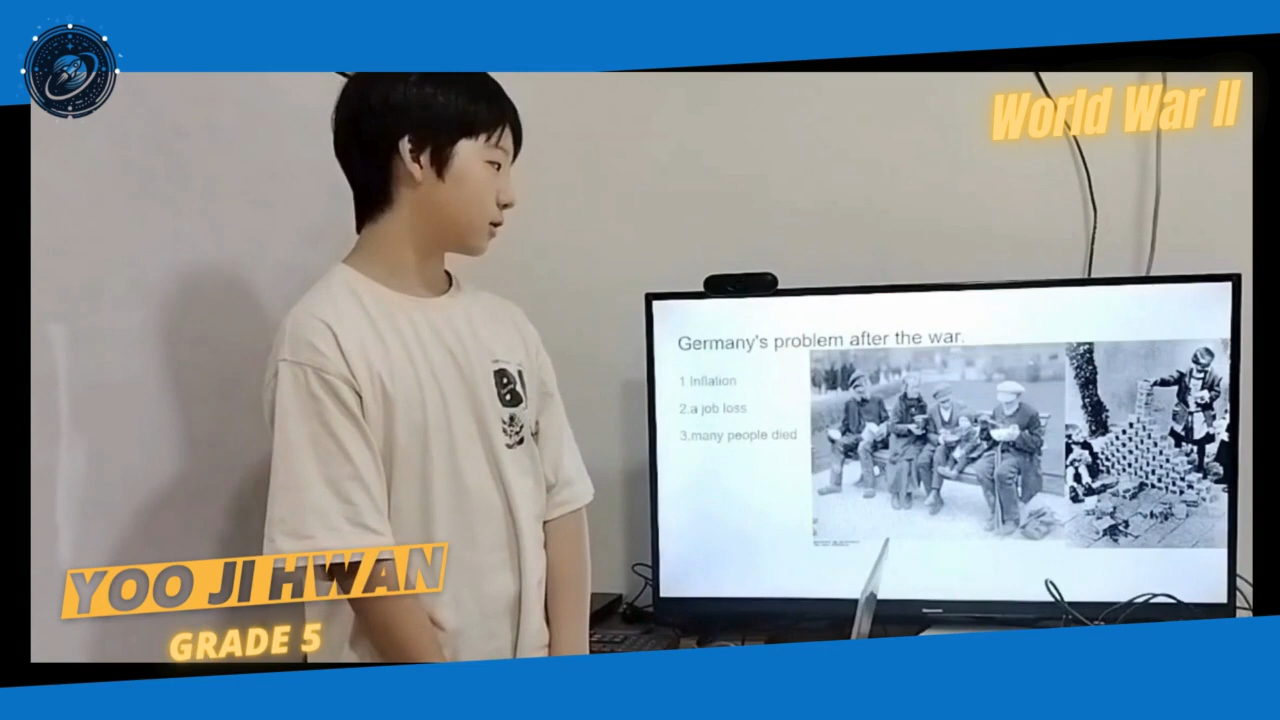 World War II
Germany's problem after the war.
1 Inflation
2.a job loss
3.many people died
B
YOO JI HWAN
GRADE 5